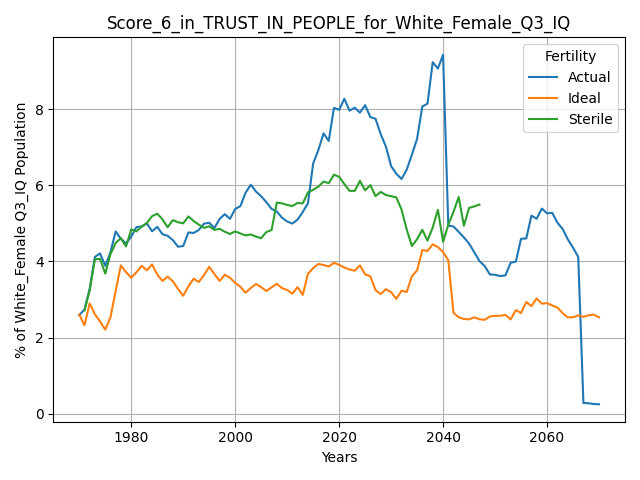 Score_6_in_TRUST_IN_PEOPLE_for_White_Female_Q3_IQ
Fertility
Actual
Ideal
Sterile
% of White_Female Q3_IQ Population
8
6
4
2
0
1980 2000 2020 2040 2060
Years